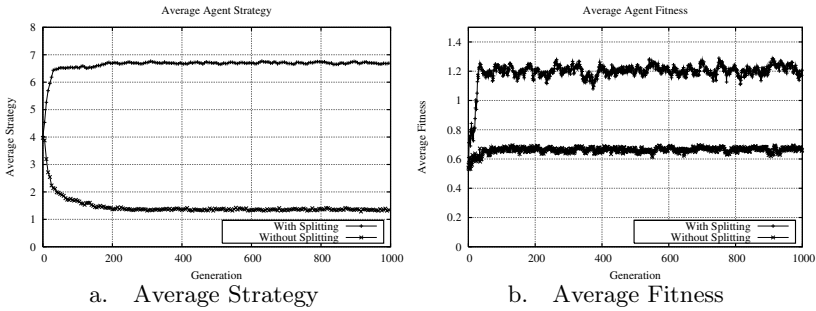 Average Agent Strategy
8
7
6
5
4
3
2
1
0
Average Strategy
0 200 400 600 800 1000
Generation
With Splitting
Without Splitting
a. Average Strategy
Average Agent Fitness
1.4
1.2
1
0.8
0.6
0.4
0.2
0
Average Fitness
0 200 400 600 800 1000
Generation
With Splitting
Without Splitting
b. Average Fitness